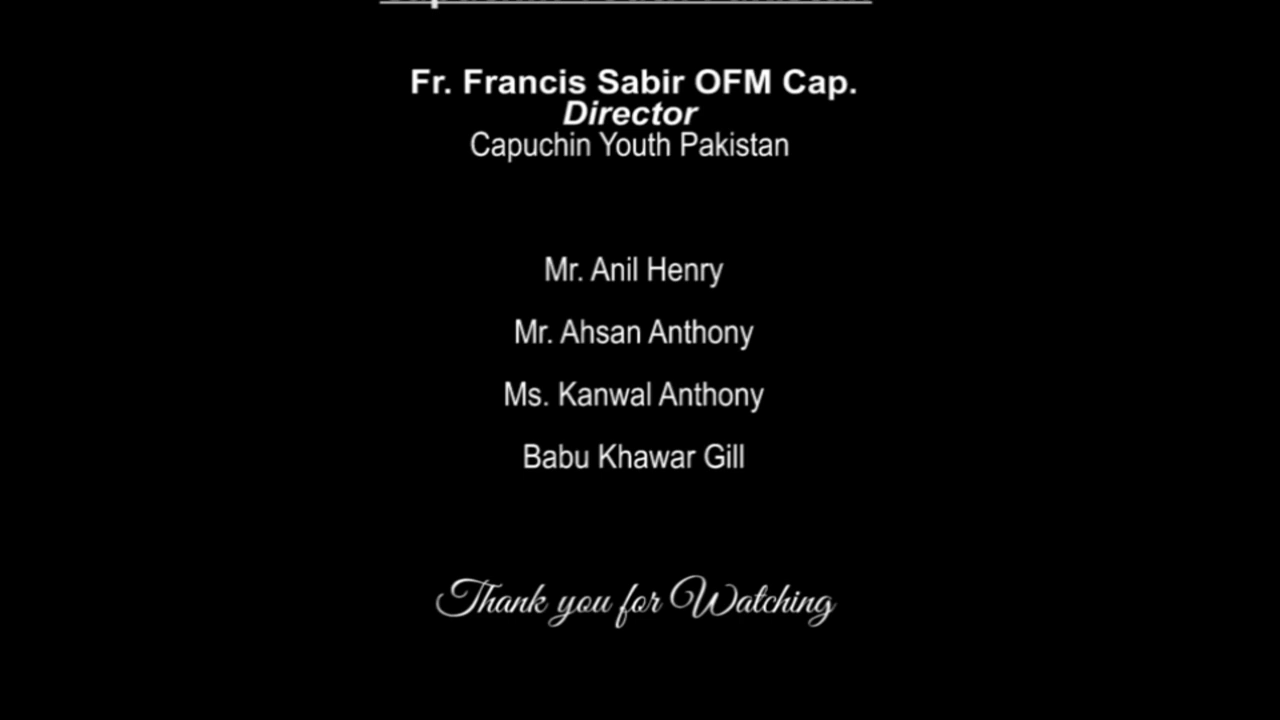 Fr. Francis Sabir OFM Cap.
Director
Capuchin Youth Pakistan
Mr. Anil Henry
Mr. Ahsan Anthony
Ms. Kanwal Anthony
Babu Khawar Gill
Thank you for Watching